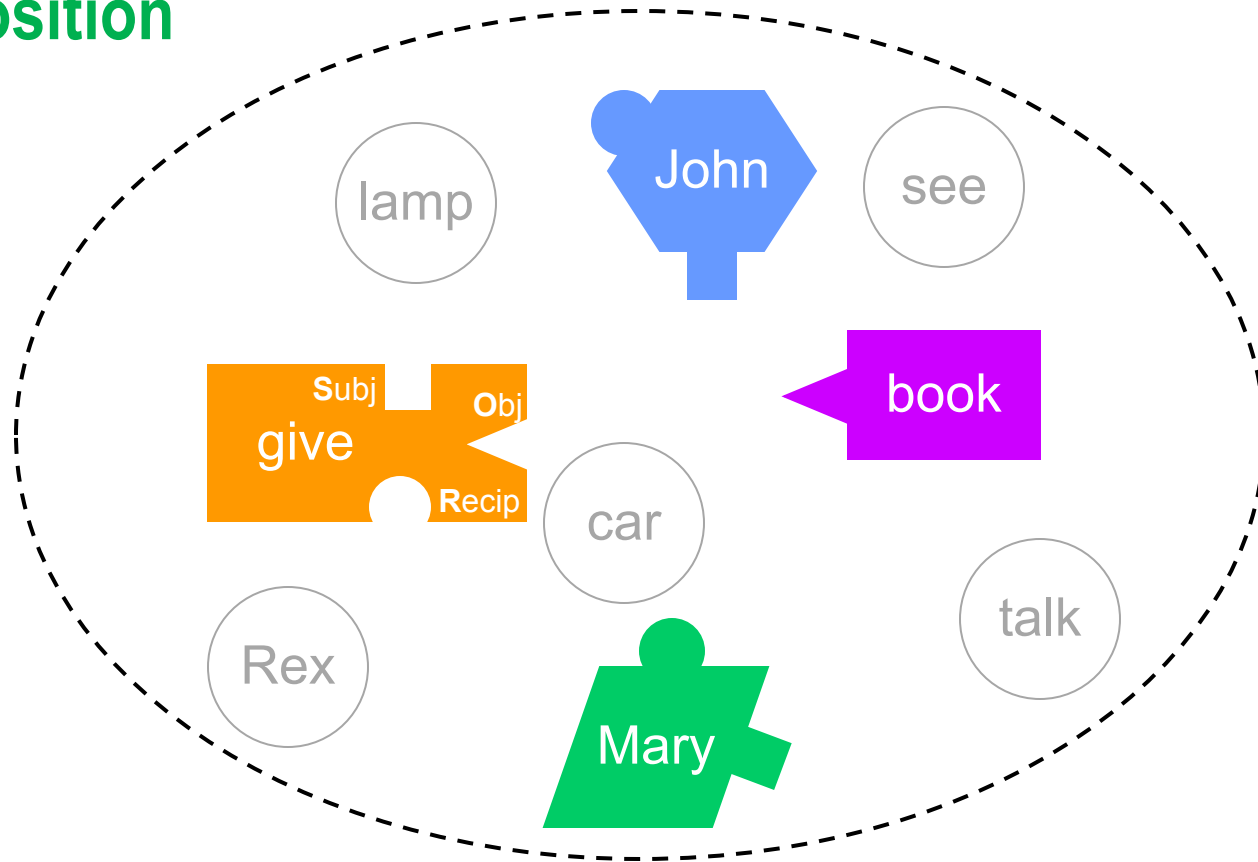 osition
lamp
John
see
Subj
Obj
give
Recip
book
car
Rex
talk
Mary